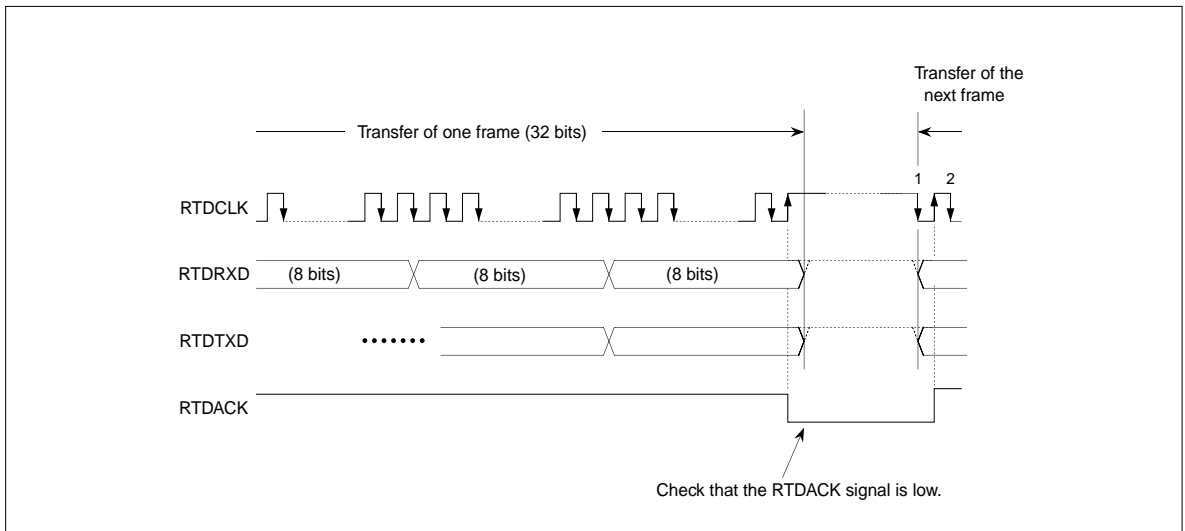 Transfer of the
next frame
Transfer of one frame (32 bits)
1 2
RTDCLK
RTDRXD (8 bits) (8 bits) (8 bits)
RTDTXD
RTDACK
Check that the RTDACK signal is low.